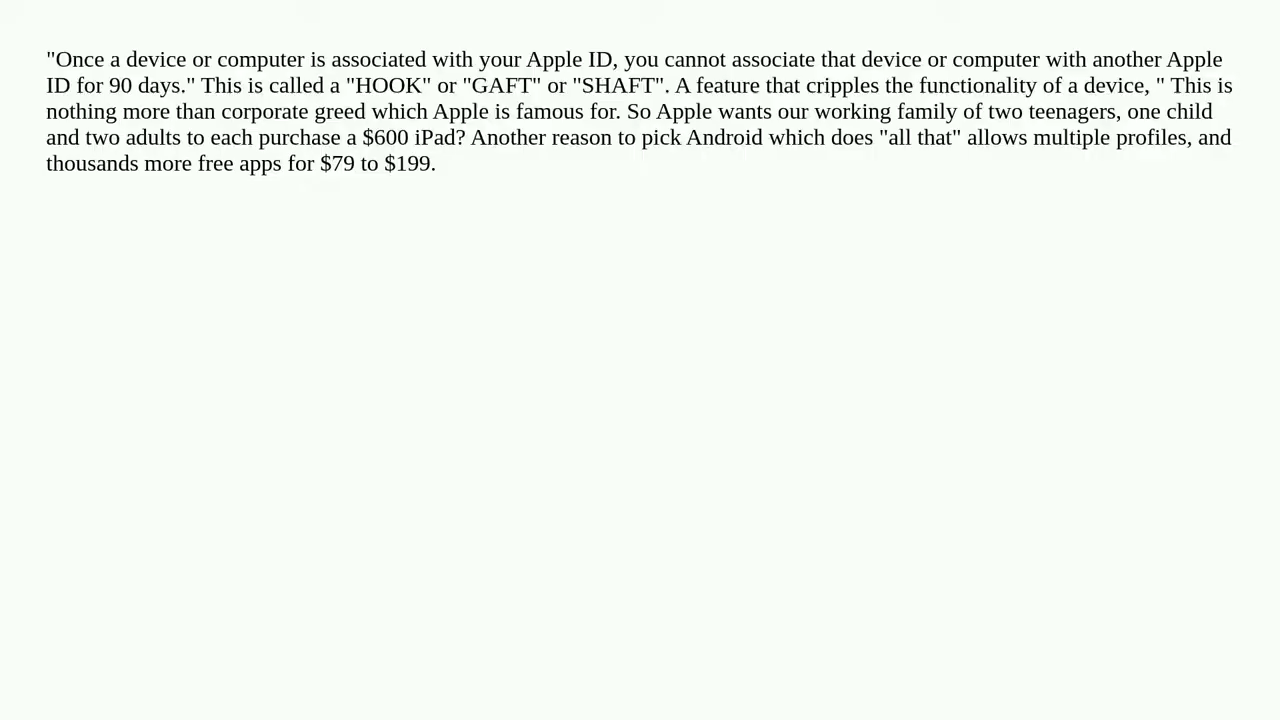 "Once a device or computer is associated with your Apple ID, you cannot associate that device or computer with another Apple
ID for 90 days." This is called a "HOOK" or "GAFT" or "SHAFT". A feature that cripples the functionality of a device, " This is
nothing more than corporate greed which Apple is famous for. So Apple wants our working family of two teenagers, one child
and two adults to each purchase a $600 iPad? Another reason to pick Android which does "all that" allows multiple profiles, and
thousands more free apps for $79 to $199.